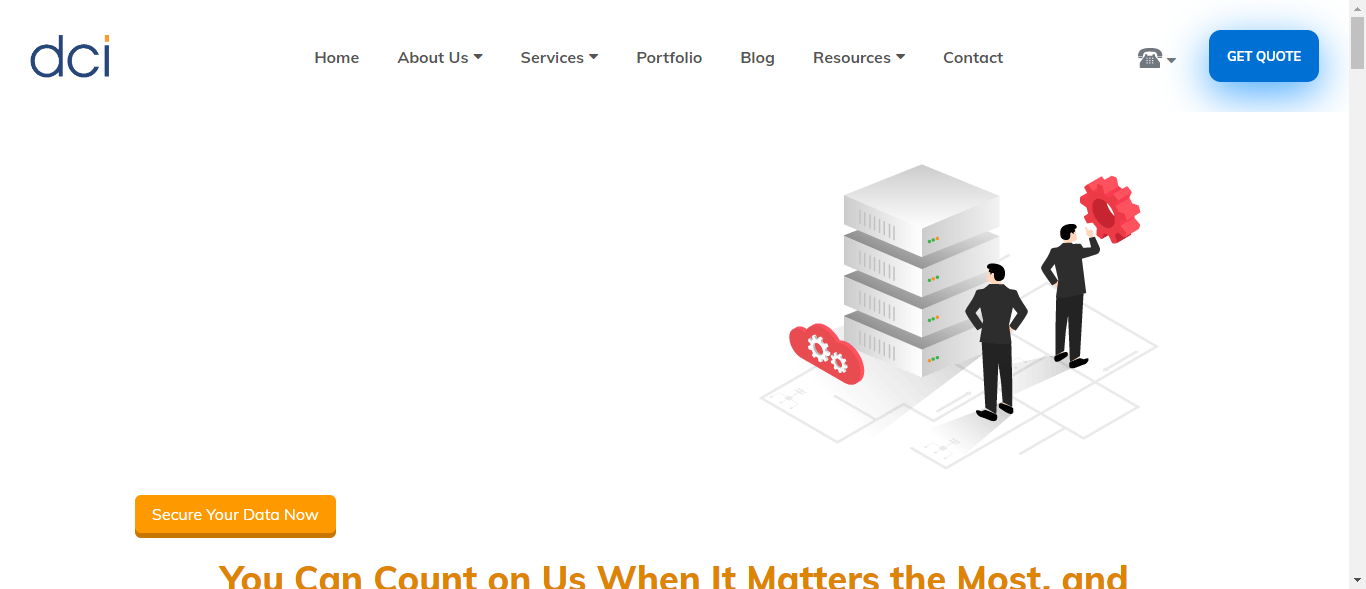 dci
Home
About Us
Services
Portfolio
Blog
Resources
Contact
GET QUOTE
Secure Your Data Now
You Can Count on Us When It Matters the Most, and